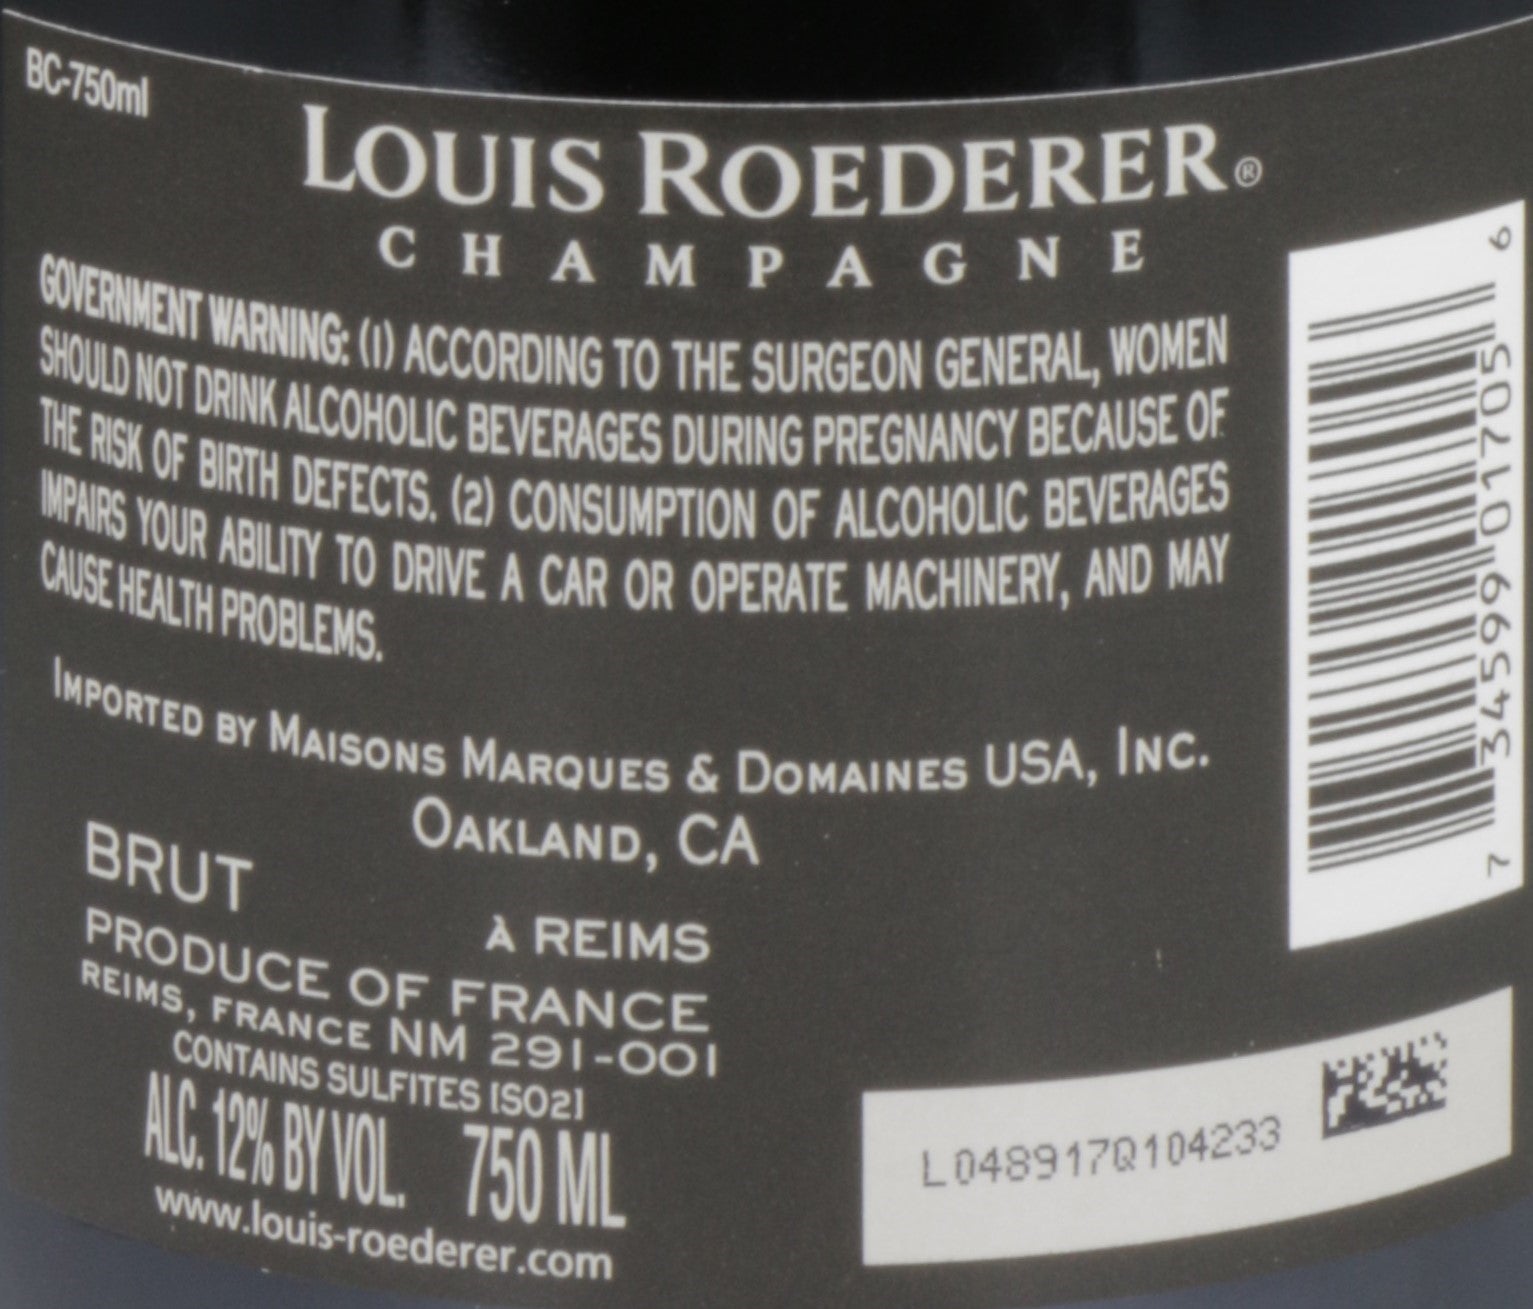 BC-750ml
LOUIS ROEDERER®
CHAMPAGNE
GOVERNMENT WARNING: (1) ACCORDING TO THE SURGEON GENERAL, WOMEN
SHOULD NOT DRINK ALCOHOLIC BEVERAGES DURING PREGNANCY BECAUSE OF
THE RISK OF BIRTH DEFECTS. (2) CONSUMPTION OF ALCOHOLIC BEVERAGES
IMPAIRS YOUR ABILITY TO DRIVE A CAR OR OPERATE MACHINERY, AND MAY
CAUSE HEALTH PROBLEMS.
IMPORTED BY MAISONS MARQUES & DOMAINES USA, INC.
OAKLAND, CA
BRUT
À REIMS
PRODUCE OF FRANCE
REIMS, FRANCE NM 291-001
CONTAINS SULFITES [SO2]
ALC. 12% BY VOL. 750 ML
www.louis-roederer.com
7 34599 01705 6
L048917Q104233